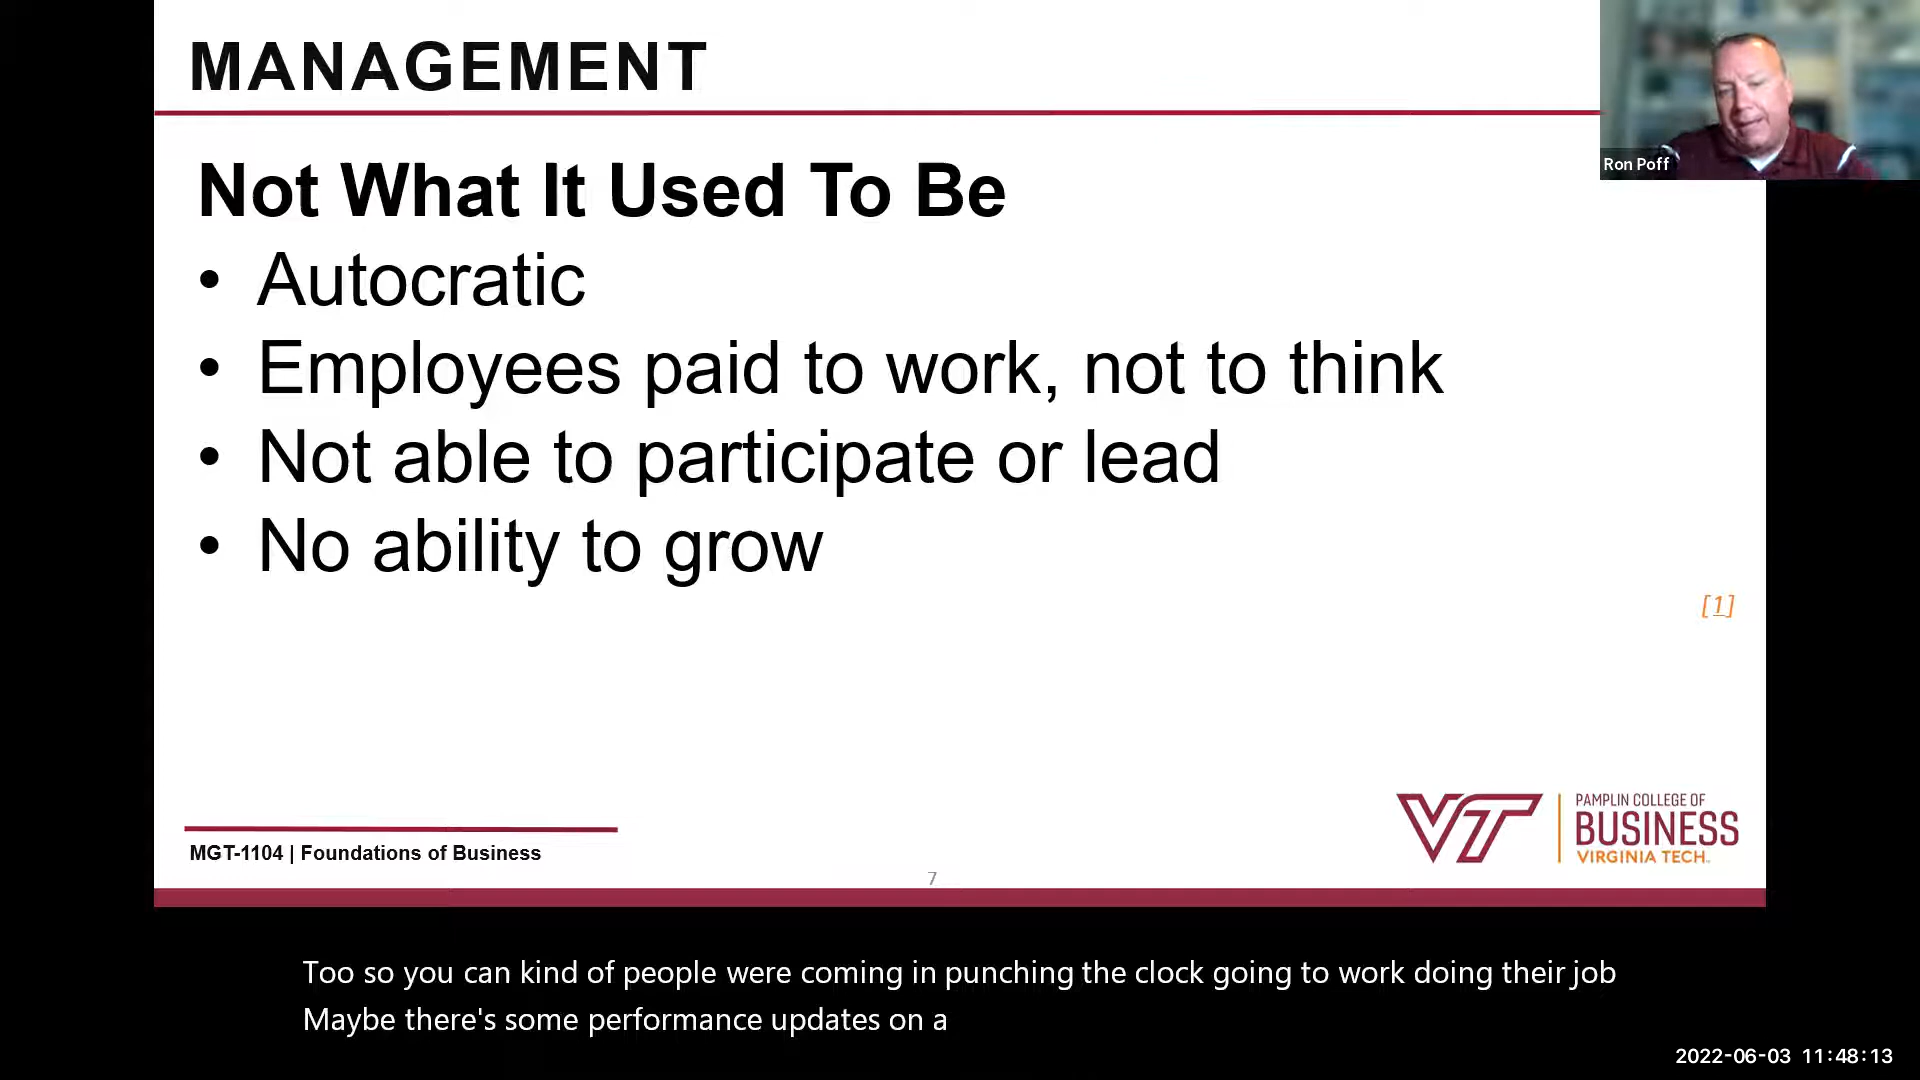 MANAGEMENT
Ron Poff
Not What It Used To Be
• Autocratic
• Employees paid to work, not to think
• Not able to participate or lead
• No ability to grow
[1]
VT
PAMPLIN COLLEGE OF
BUSINESS
VIRGINIA TECH.
MGT-1104 | Foundations of Business
7
Too so you can kind of people were coming in punching the clock going to work doing their job
Maybe there's some performance updates on a
2022-06-03 11:48:13